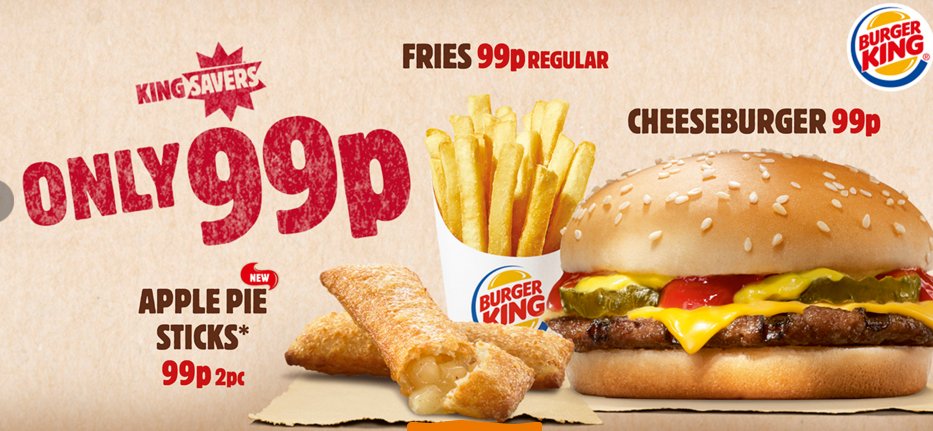 KING SAVERS
ONLY 99p
FRIES 99p REGULAR
BURGER
KING®
CHEESEBURGER 99p
NEW
APPLE PIE
STICKS*
99p 2pc
BURGER
KING